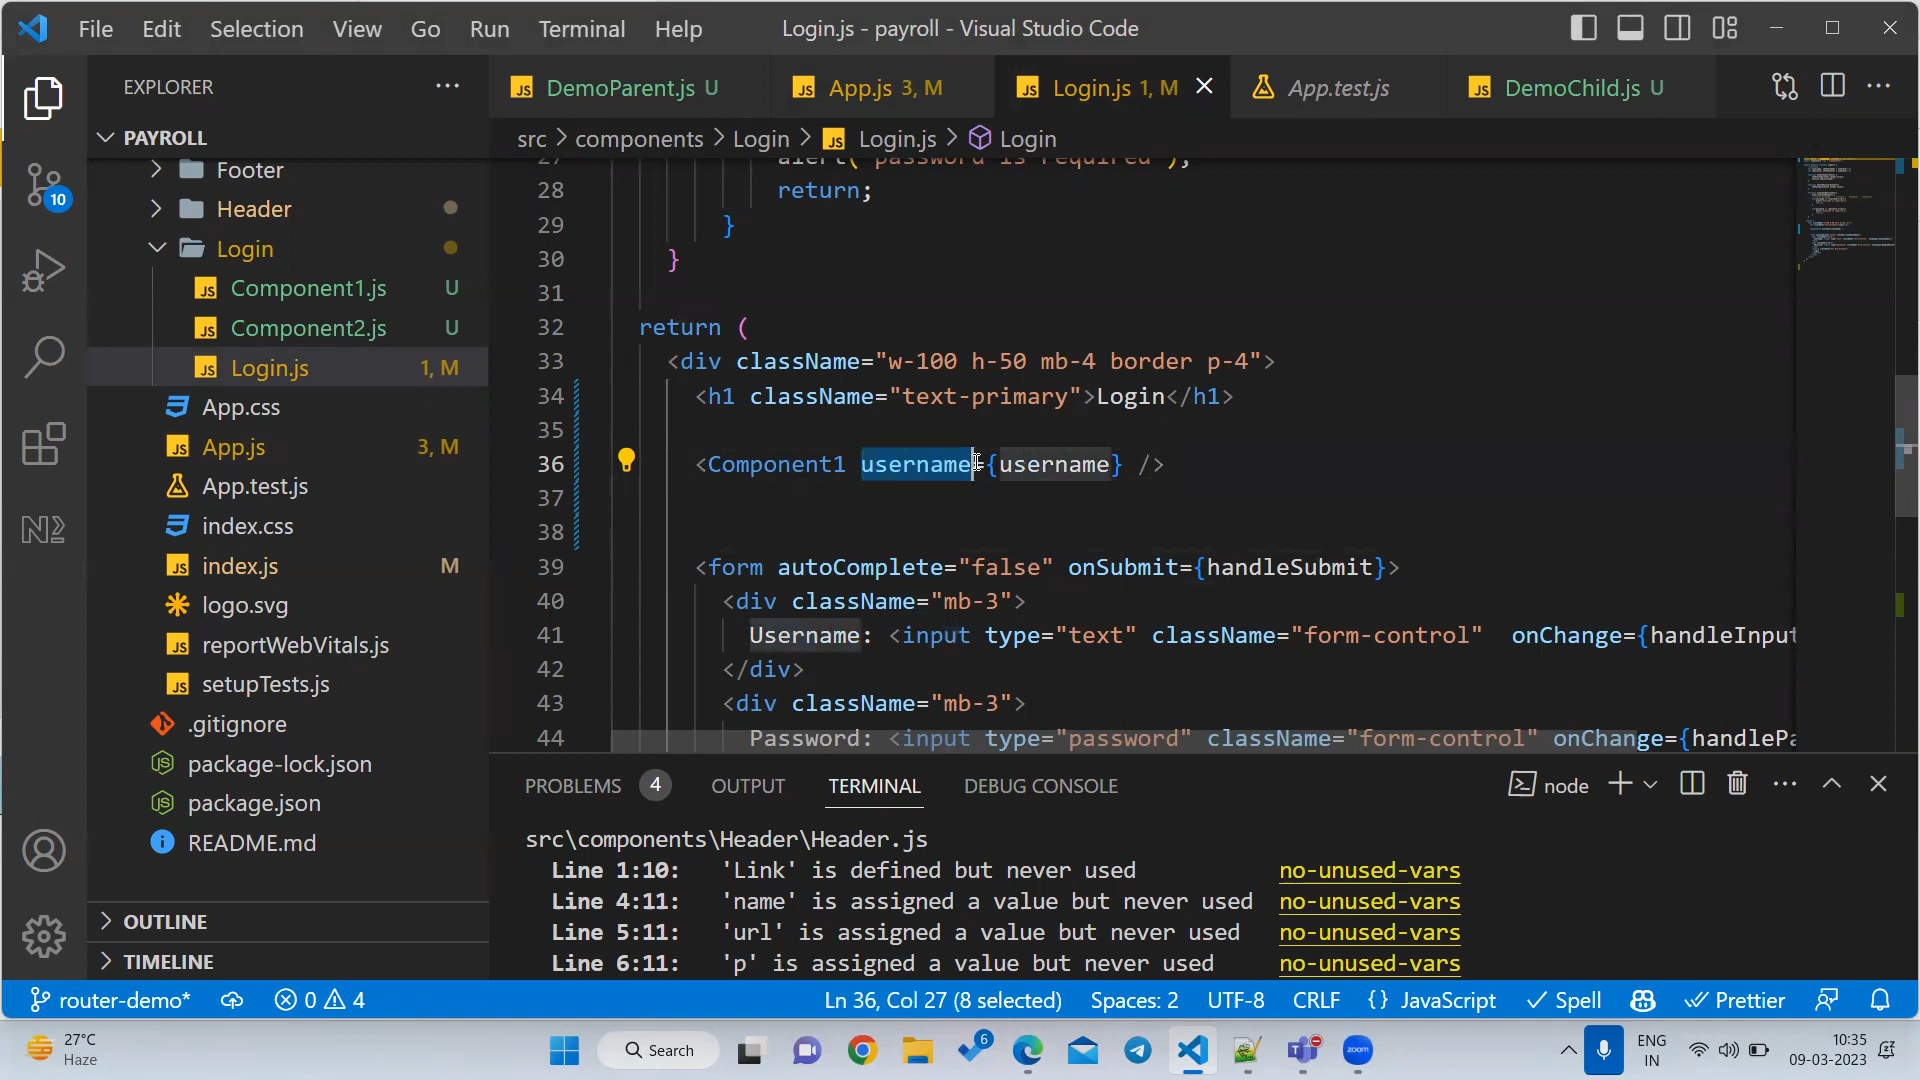 File Edit Selection View Go Run Terminal Help Login.js - payroll - Visual Studio Code
EXPLORER
DemoParent.js U App.js 3, M Login.js 1, M App.test.js DemoChild.js U
PAYROLL
src components Login Login.js Login
Footer
Header
Login
Component1.js U
Component2.js U
Login.js 1, M
App.css
App.js 3, M
App.test.js
index.css
index.js M
logo.svg
reportWebVitals.js
setupTests.js
.gitignore
package-lock.json
package.json
README.md
OUTLINE
TIMELINE
10
27 alert("password is required");
28 return;
29 }
30 }
31
32 return (
33 <div className="w-100 h-50 mb-4 border p-4">
34 <h1 className="text-primary">Login</h1>
35
36 <Component1 username={username} />
37
38
39 <form autoComplete="false" onSubmit={handleSubmit}>
40 <div className="mb-3">
41 Username: <input type="text" className="form-control" onChange={handleInput
42 </div>
43 <div className="mb-3">
44 Password: <input type="password" className="form-control" onChange={handlePa
PROBLEMS 4 OUTPUT TERMINAL DEBUG CONSOLE node
src\components\Header\Header.js
Line 1:10: 'Link' is defined but never used no-unused-vars
Line 4:11: 'name' is assigned a value but never used no-unused-vars
Line 5:11: 'url' is assigned a value but never used no-unused-vars
Line 6:11: 'p' is assigned a value but never used no-unused-vars
router-demo* 0 4 Ln 36, Col 27 (8 selected) Spaces: 2 UTF-8 CRLF {} JavaScript Spell Prettier
27°C
Haze
Search
6
zoom
ENG
IN
10:35
09-03-2023